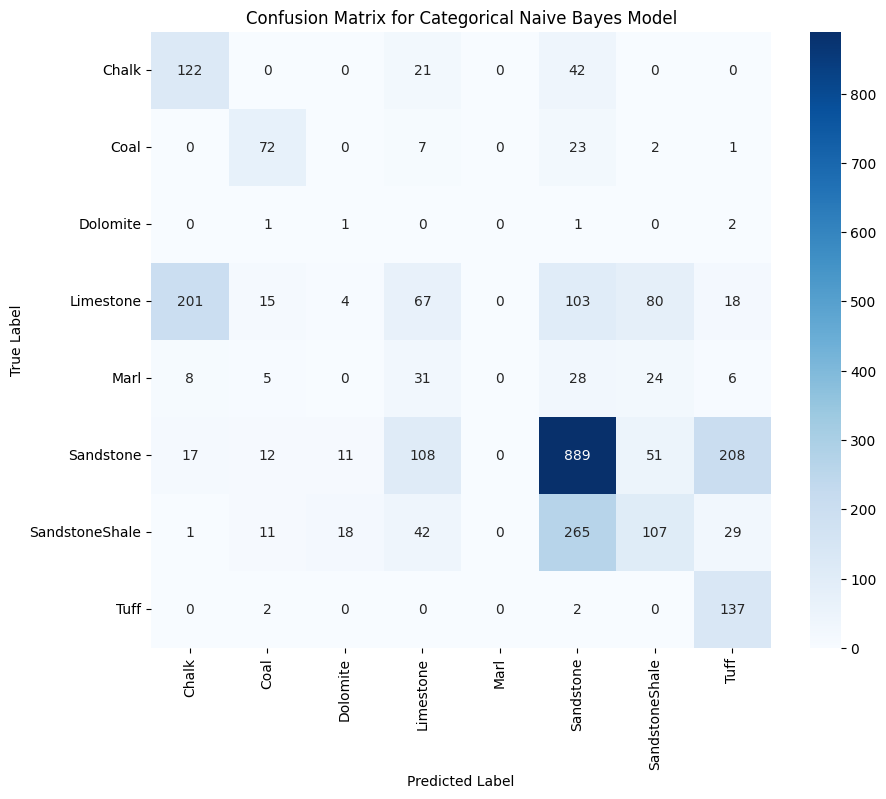 Confusion Matrix for Categorical Naive Bayes Model
True Label
Chalk 122 0 0 21 0 42 0 0
Coal 0 72 0 7 0 23 2 1
Dolomite 0 1 1 0 0 1 0 2
Limestone 201 15 4 67 0 103 80 18
Marl 8 5 0 31 0 28 24 6
Sandstone 17 12 11 108 0 889 51 208
SandstoneShale 1 11 18 42 0 265 107 29
Tuff 0 2 0 0 0 2 0 137
Chalk Coal Dolomite Limestone Marl Sandstone SandstoneShale Tuff
Predicted Label
800
700
600
500
400
300
200
100
0